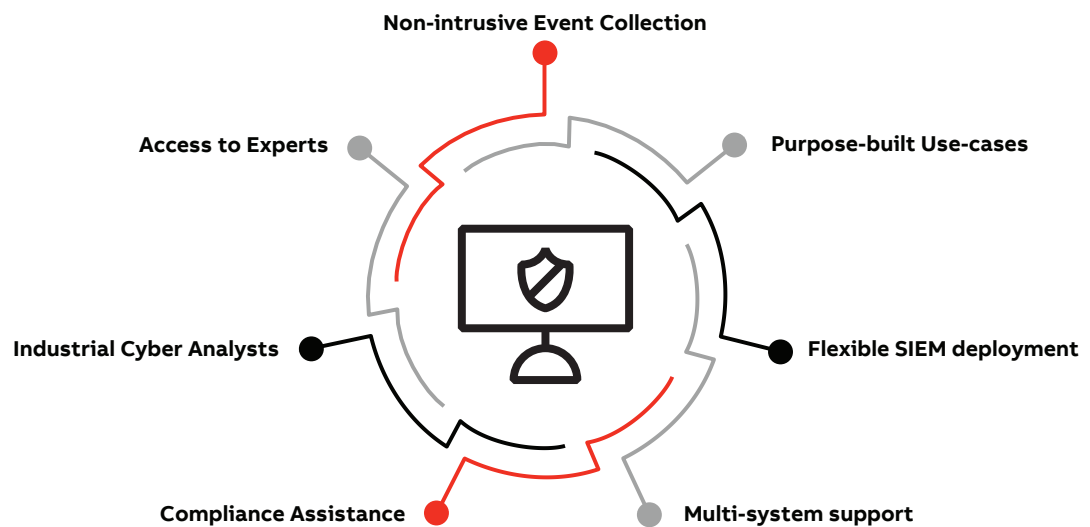 Non-intrusive Event Collection
Access to Experts
Purpose-built Use-cases
Industrial Cyber Analysts
Flexible SIEM deployment
Compliance Assistance
Multi-system support